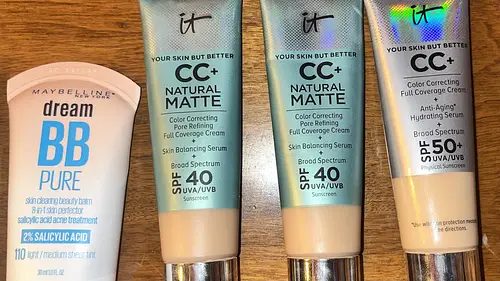 MAYBELLINE
NEW YORK
dream
BB
PURE
skin clearing beauty balm
8-in-1 skin perfector
salicylic acid acne treatment
2% SALICYLIC ACID
110 light/medium sheer tint
it
YOUR SKIN BUT BETTER
CC+
NATURAL
MATTE
Color Correcting
Pore Refining
Full Coverage Cream
+
Skin Balancing Serum
+
Broad Spectrum
SPF 40
UVA/UVB
Sunscreen
it
YOUR SKIN BUT BETTER
CC+
NATURAL
MATTE
Color Correcting
Pore Refining
Full Coverage Cream
+
Skin Balancing Serum
+
Broad Spectrum
SPF 40
UVA/UVB
Sunscreen
it
YOUR SKIN BUT BETTER
CC+
Color Correcting
Full Coverage Cream
+
Anti-Aging*
Hydrating Serum
+
Broad Spectrum
SPF 50+
UVA/UVB
Physical Sunscreen